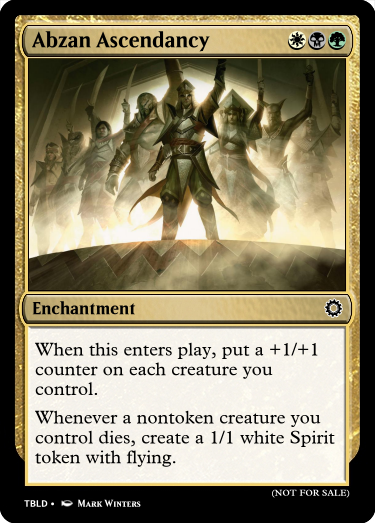 Abzan Ascendancy
Enchantment
When this enters play, put a +1/+1
counter on each creature you
control.
Whenever a nontoken creature you
control dies, create a 1/1 white Spirit
token with flying.
(NOT FOR SALE)
TBLD • Mark Winters